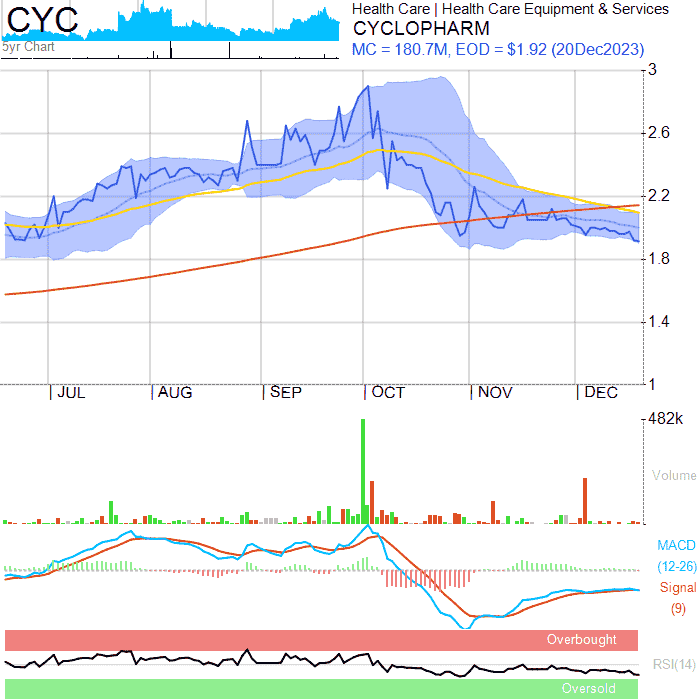 CYC
5yr Chart
Health Care | Health Care Equipment & Services
CYCLOPHARM
MC = 180.7M, EOD = $1.92 (20Dec2023)
3
2.6
2.2
1.8
1.4
1
JUL AUG SEP OCT NOV DEC
482k
Volume
MACD
(12-26)
Signal
(9)
Overbought
RSI(14)
Oversold